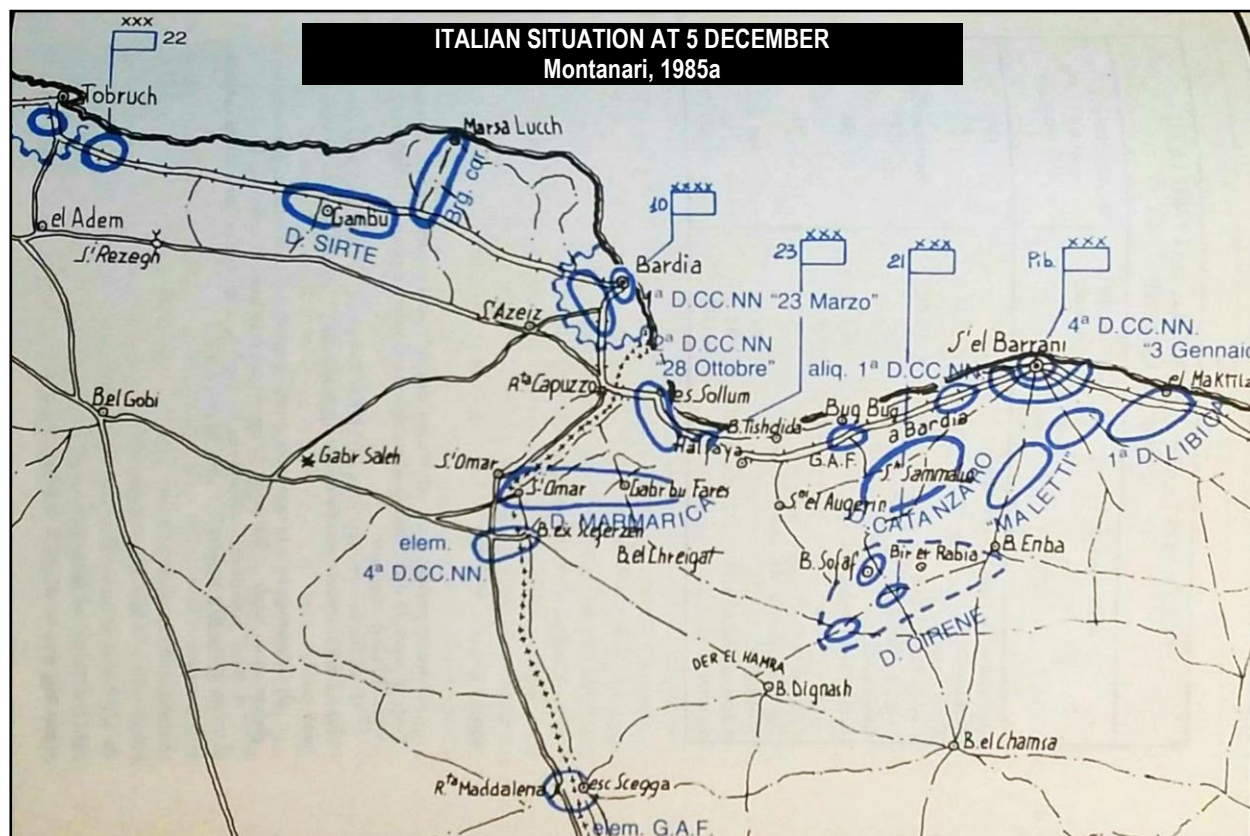 ITALIAN SITUATION AT 5 DECEMBER
Montanari, 1985a
xxx
22
Tobruch
Marsa Lucch
Brg. cor.
xxxx
10
el Adem
Gambu
D. SIRTE
S.Rezegh
xxx
23
xxx
21
xxx
Pib.
Bardia
1ª D.CC.NN "23 Marzo"
S.Azeiz
2ª D.CC.NN
"28 Ottobre"
aliq. 1ª D.CC.NN.
S.el Barrani
4ª D.CC.NN.
"3 Gennaio
el Maktila
Rta Capuzzo
es.Sollum
B.el Gobi
B.Tishdida
Bug Bug
a Bardia
1ª D. LIBICA
Halfaya
G.A.F.
Gabr Saleh
S.Omar
S.Omar
Gabr bu Fares
D. MARMARICA
el Augerin
CATANZARO
"MALETTI"
elem.
4ª D.CC.NN.
B.el Chreigat
B. Sofaf
Bir er Rabia
B. Enba
D. CIRENE
DER EL HAMRA
B.Dignash
B.el Chamsa
Rta Maddalena
esc Scegga
elem. G.A.F.